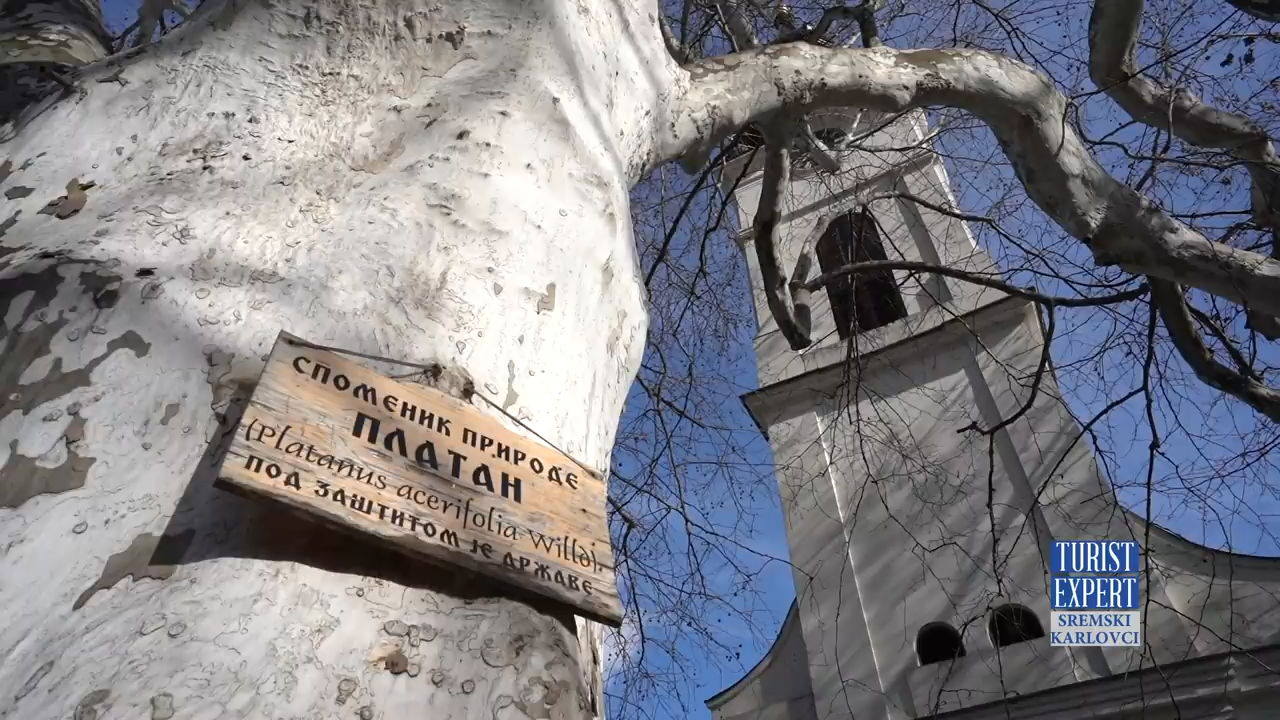 СПОМЕНИК ПРИРОДЕ
ПЛАТАН
(Platanus acerifolia Willd).
ПОД ЗАШТИТОМ ЈЕ ДРЖАВЕ
TURIST
EXPERT
SREMSKI
KARLOVCI